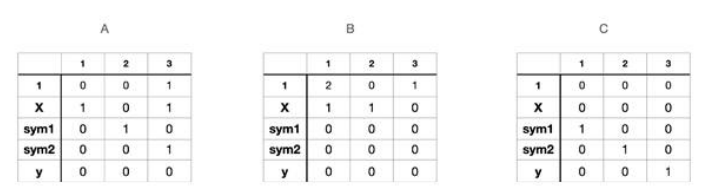 A B C
1 2 3 1 2 3 1 2 3
1 0 0 1 1 2 0 1 1 0 0 0
X 1 0 1 X 1 1 0 X 0 0 0
sym1 0 1 0 sym1 0 0 0 sym1 1 0 0
sym2 0 0 1 sym2 0 0 0 sym2 0 1 0
y 0 0 0 y 0 0 0 y 0 0 1